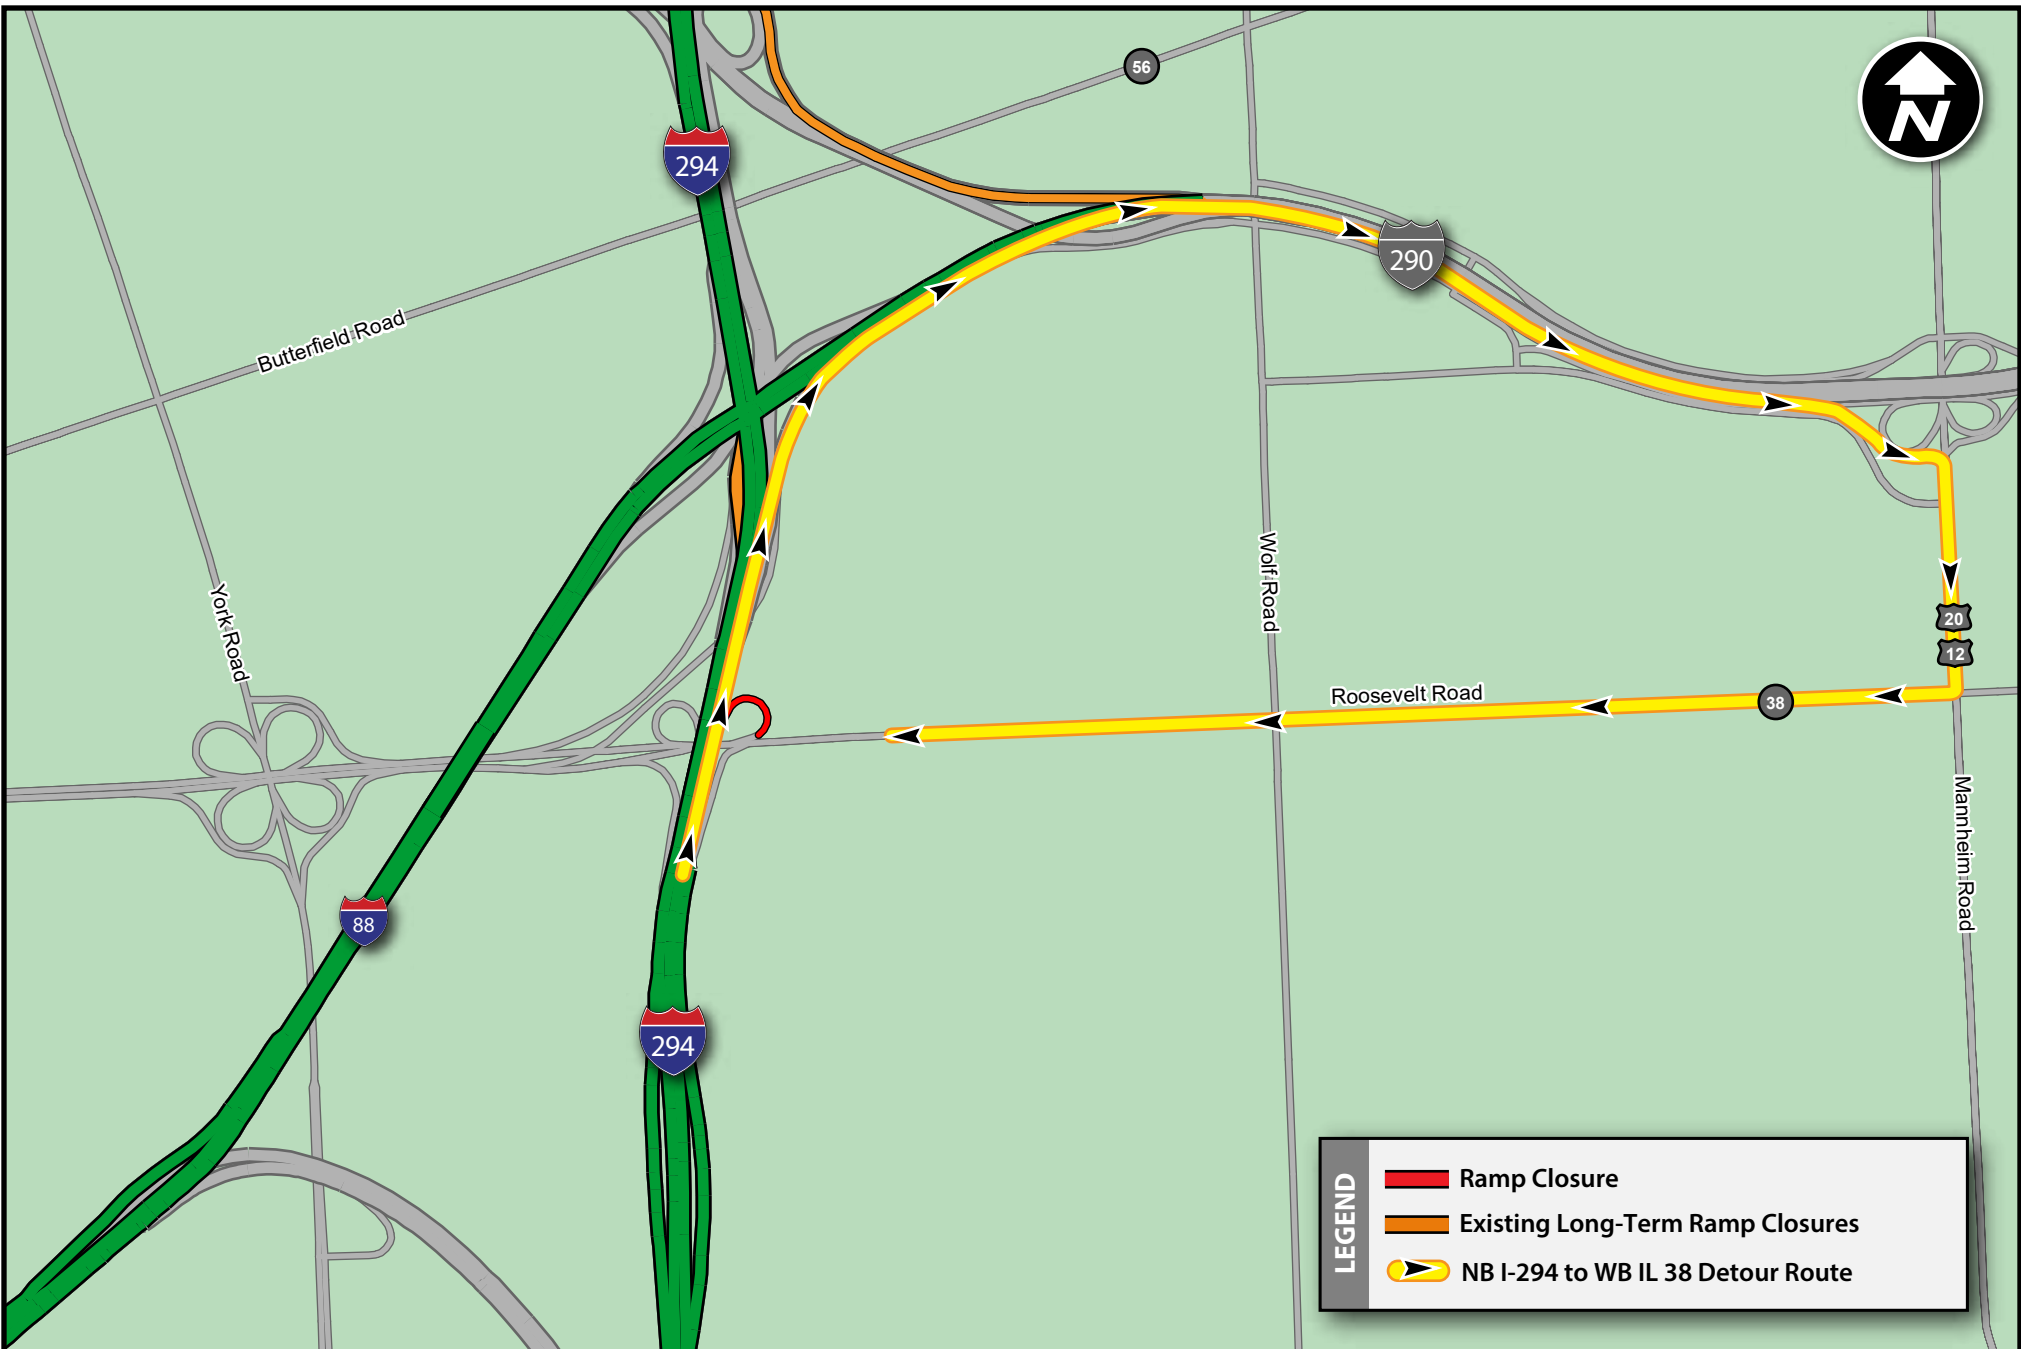 56
N
294
290
Butterfield Road
Wolf Road
York Road
20
12
Roosevelt Road
38
Mannheim Road
88
294
LEGEND
Ramp Closure
Existing Long-Term Ramp Closures
NB I-294 to WB IL 38 Detour Route